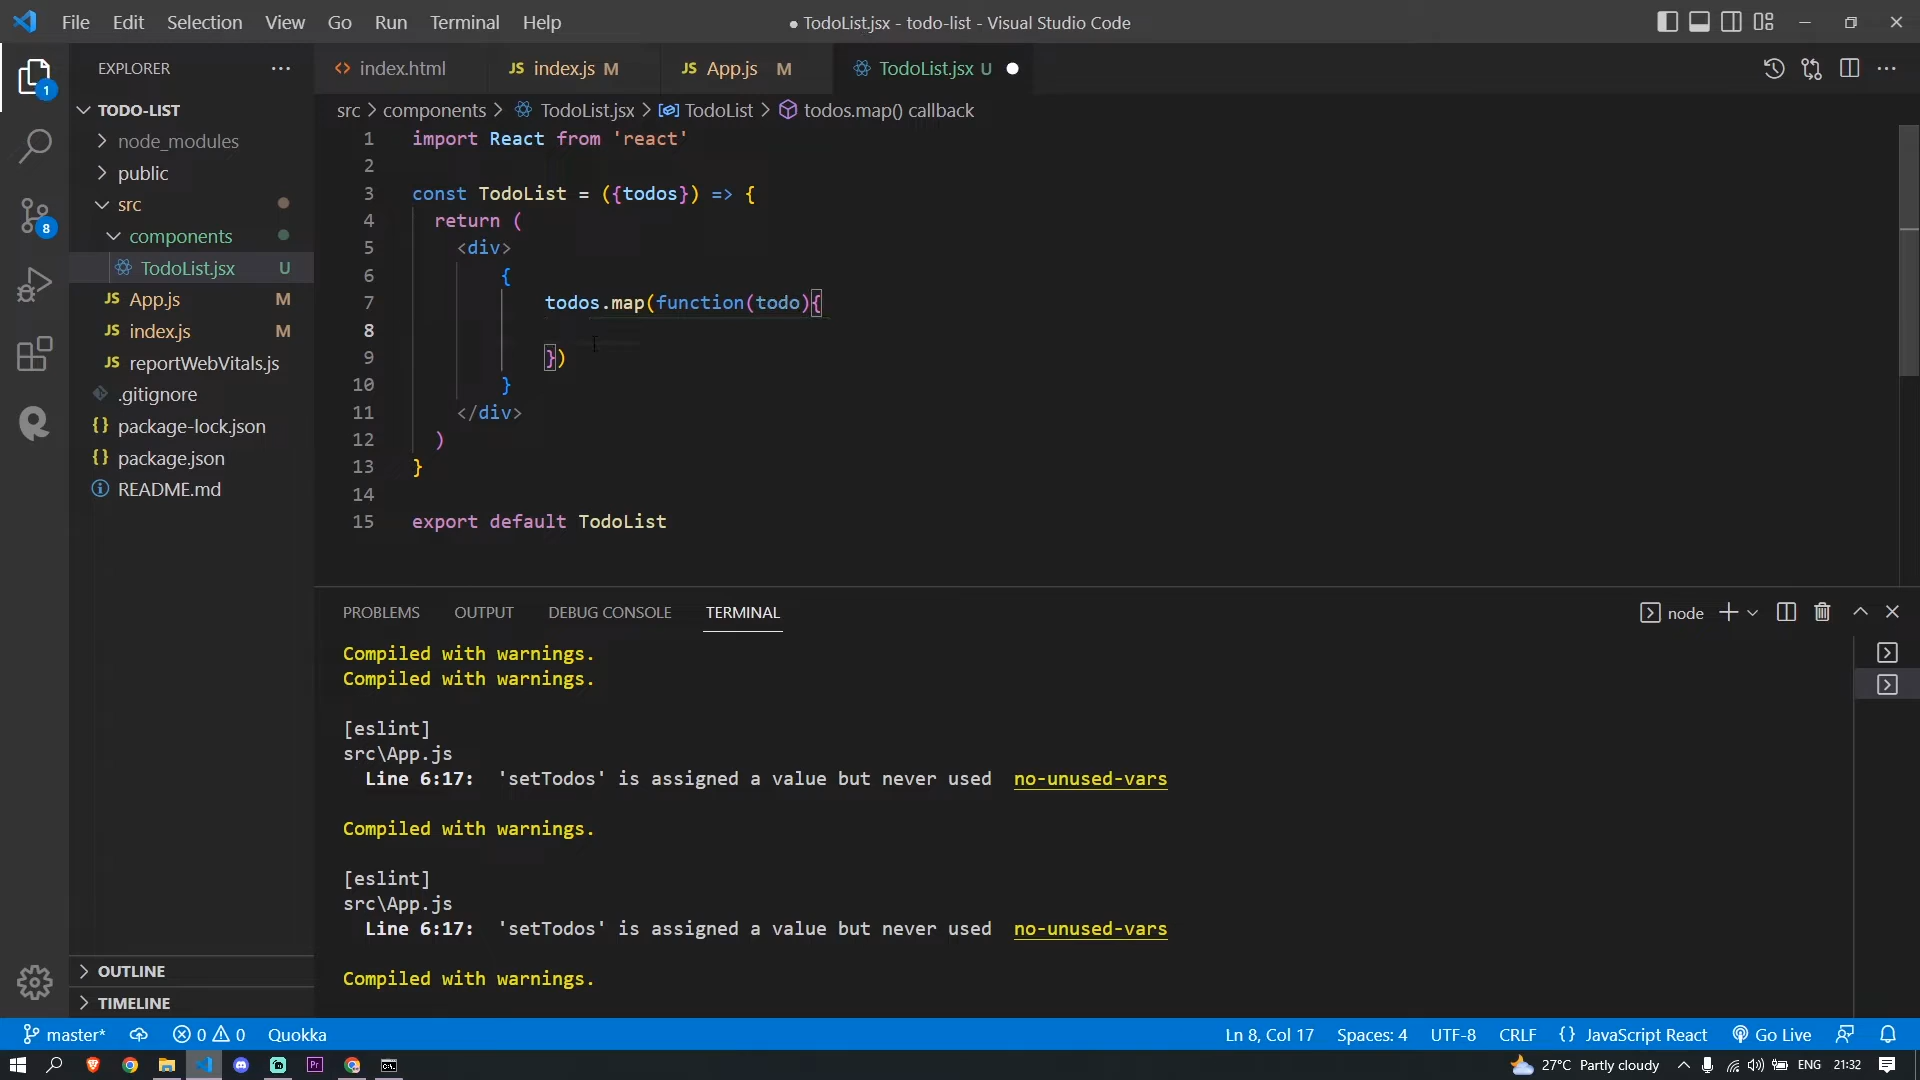 File Edit Selection View Go Run Terminal Help
● TodoList.jsx - todo-list - Visual Studio Code
EXPLORER
index.html
JS index.js M
JS App.js M
TodoList.jsx U
1
TODO-LIST
src > components > TodoList.jsx > TodoList > todos.map() callback
node_modules
public
src
components
TodoList.jsx U
JS App.js M
JS index.js M
JS reportWebVitals.js
.gitignore
{} package-lock.json
{} package.json
README.md
8
1 import React from 'react'
2
3 const TodoList = ({todos}) => {
4 return (
5 <div>
6 {
7 todos.map(function(todo){
8
9 })
10 }
11 </div>
12 )
13 }
14
15 export default TodoList
PROBLEMS OUTPUT DEBUG CONSOLE TERMINAL
node
Compiled with warnings.
Compiled with warnings.
[eslint]
src\App.js
Line 6:17: 'setTodos' is assigned a value but never used no-unused-vars
Compiled with warnings.
[eslint]
src\App.js
Line 6:17: 'setTodos' is assigned a value but never used no-unused-vars
Compiled with warnings.
OUTLINE
TIMELINE
master* 0 0 Quokka
Ln 8, Col 17 Spaces: 4 UTF-8 CRLF {} JavaScript React Go Live
Pr
27°C Partly cloudy ENG 21:32